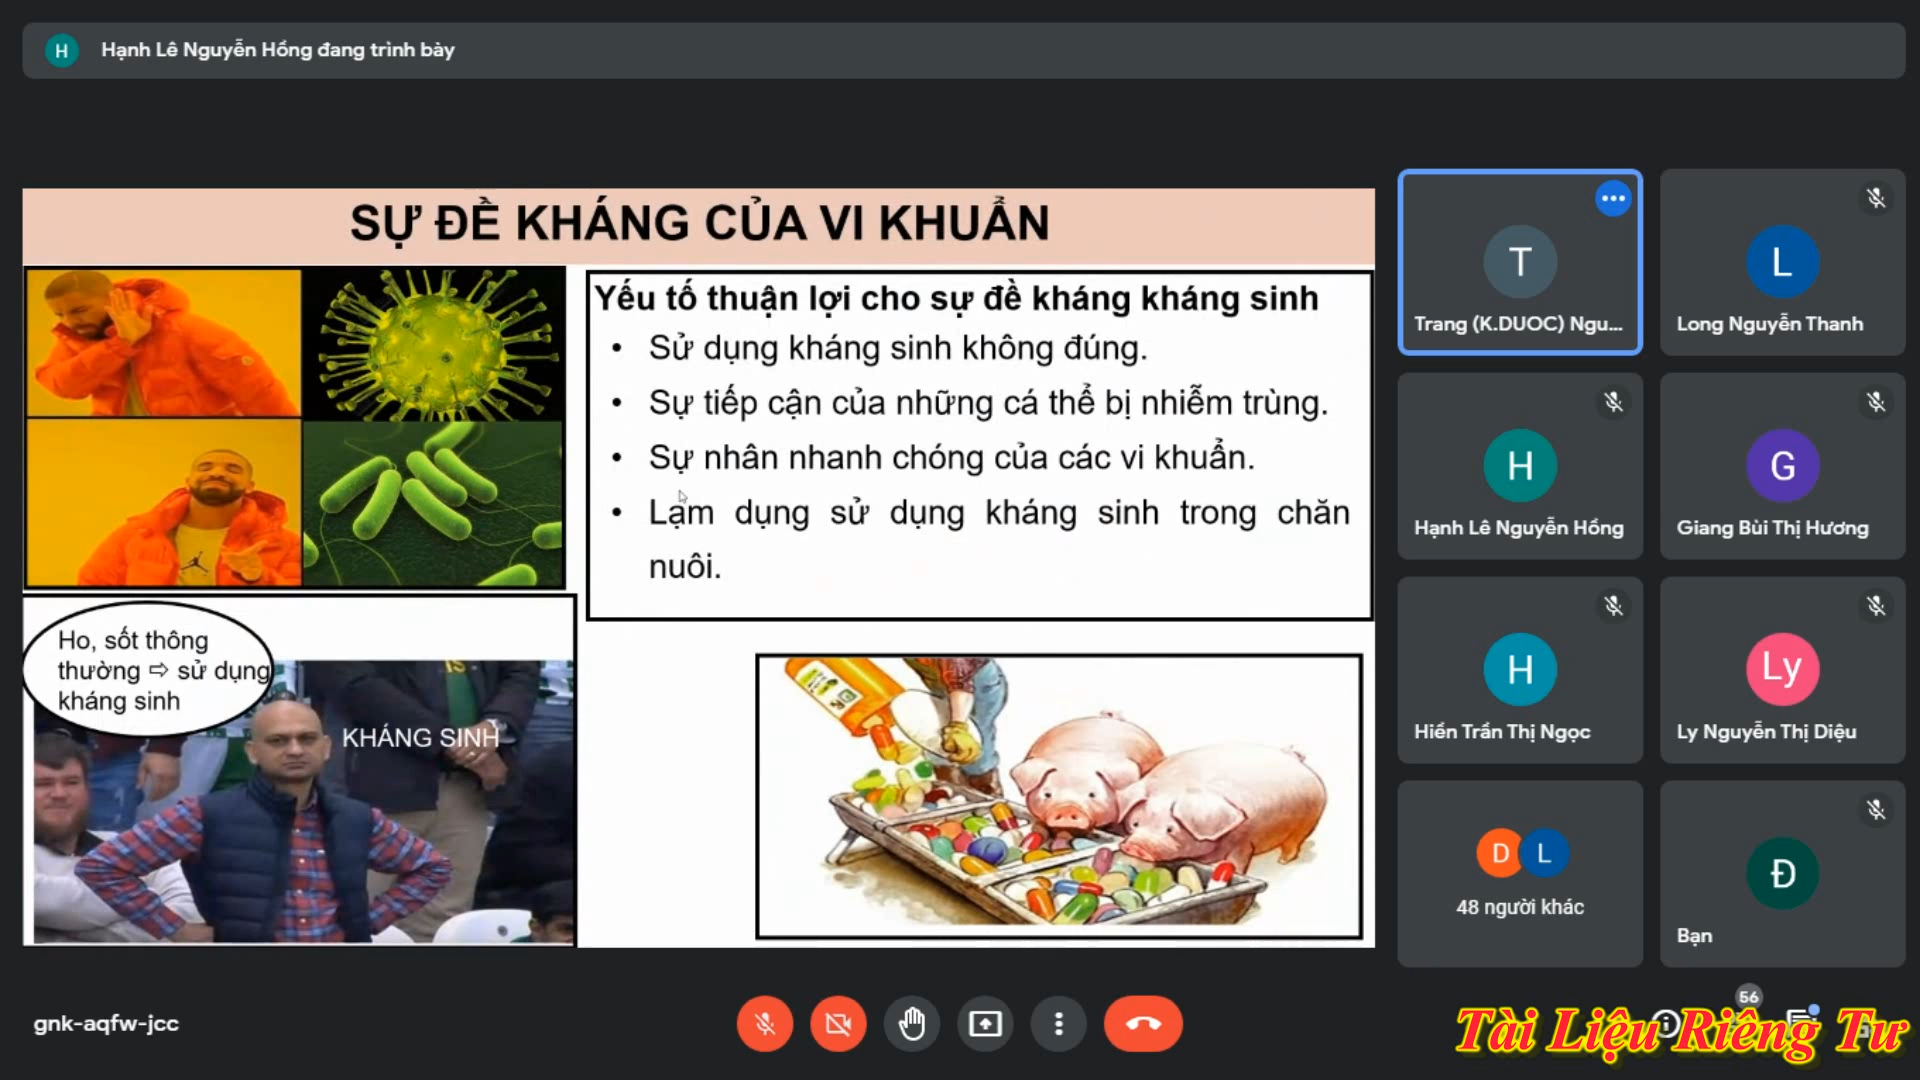 H
Hạnh Lê Nguyễn Hồng đang trình bày
SỰ ĐỀ KHÁNG CỦA VI KHUẨN
Yếu tố thuận lợi cho sự đề kháng kháng sinh
• Sử dụng kháng sinh không đúng.
• Sự tiếp cận của những cá thể bị nhiễm trùng.
• Sự nhân nhanh chóng của các vi khuẩn.
• Lạm dụng sử dụng kháng sinh trong chăn
nuôi.
Ho, sốt thông
thường ⇨ sử dụng
kháng sinh
KHÁNG SINH
T
Trang (K.DUOC) Ngu...
L
Long Nguyễn Thanh
H
Hạnh Lê Nguyễn Hồng
G
Giang Bùi Thị Hương
H
Hiền Trần Thị Ngọc
Ly
Ly Nguyễn Thị Diệu
D L
48 người khác
Đ
Bạn
gnk-aqfw-jcc
56
Tài Liệu Riêng Tư